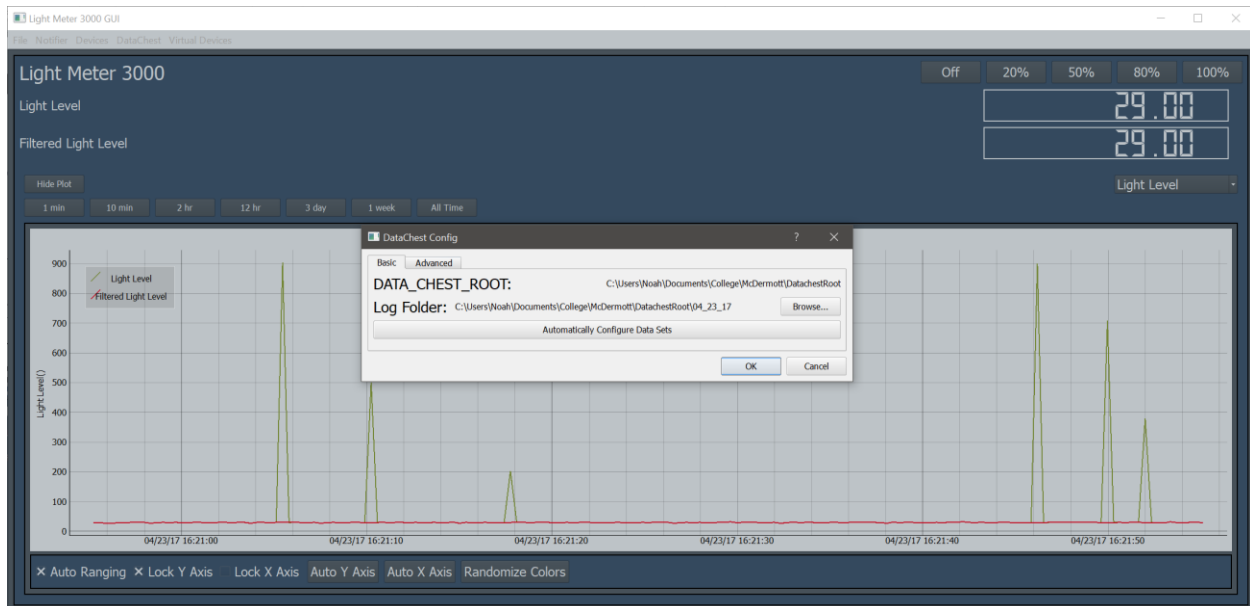 Light Meter 3000 GUI
File Notifier Devices DataChest Virtual Devices
Light Meter 3000
Off 20% 50% 80% 100%
Light Level
29.00
Filtered Light Level
29.00
Hide Plot
Light Level
1 min 10 min 2 hr 12 hr 3 day 1 week All Time
DataChest Config
Basic Advanced
DATA_CHEST_ROOT: C:\Users\Noah\Documents\College\McDermott\DatachestRoot
Log Folder: C:\Users\Noah\Documents\College\McDermott\DatachestRoot\04_23_17 Browse...
Automatically Configure Data Sets
OK Cancel
Light Level
Filtered Light Level
Light Level()
900
800
700
600
500
400
300
200
100
0
04/23/17 16:21:00 04/23/17 16:21:10 04/23/17 16:21:20 04/23/17 16:21:30 04/23/17 16:21:40 04/23/17 16:21:50
Auto Ranging Lock Y Axis Lock X Axis Auto Y Axis Auto X Axis Randomize Colors